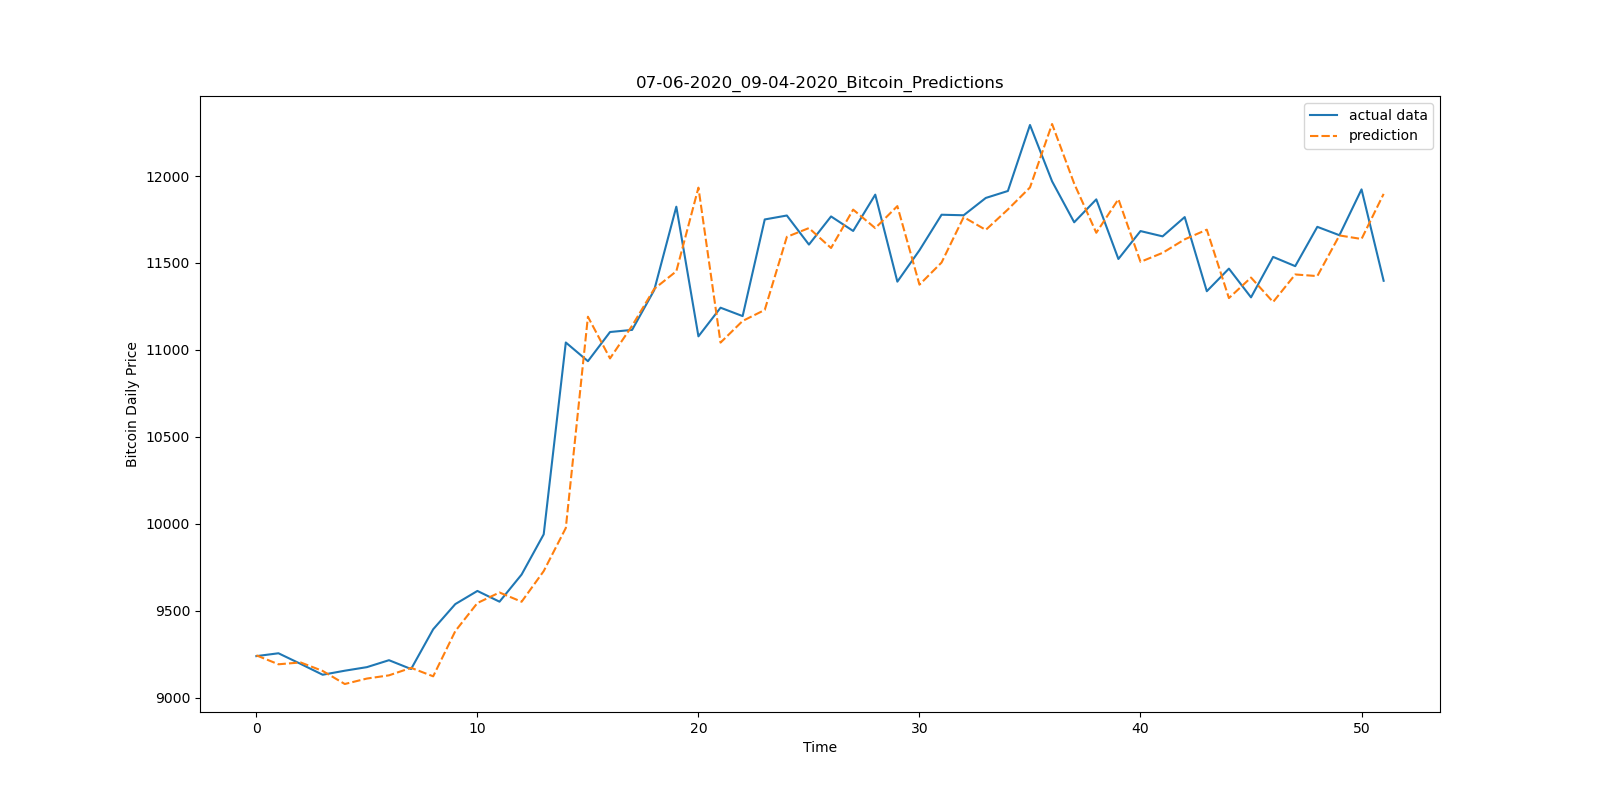 07-06-2020_09-04-2020_Bitcoin_Predictions
actual data
prediction
12000
11500
11000
10500
10000
9500
9000
Bitcoin Daily Price
0
10
20
30
40
50
Time